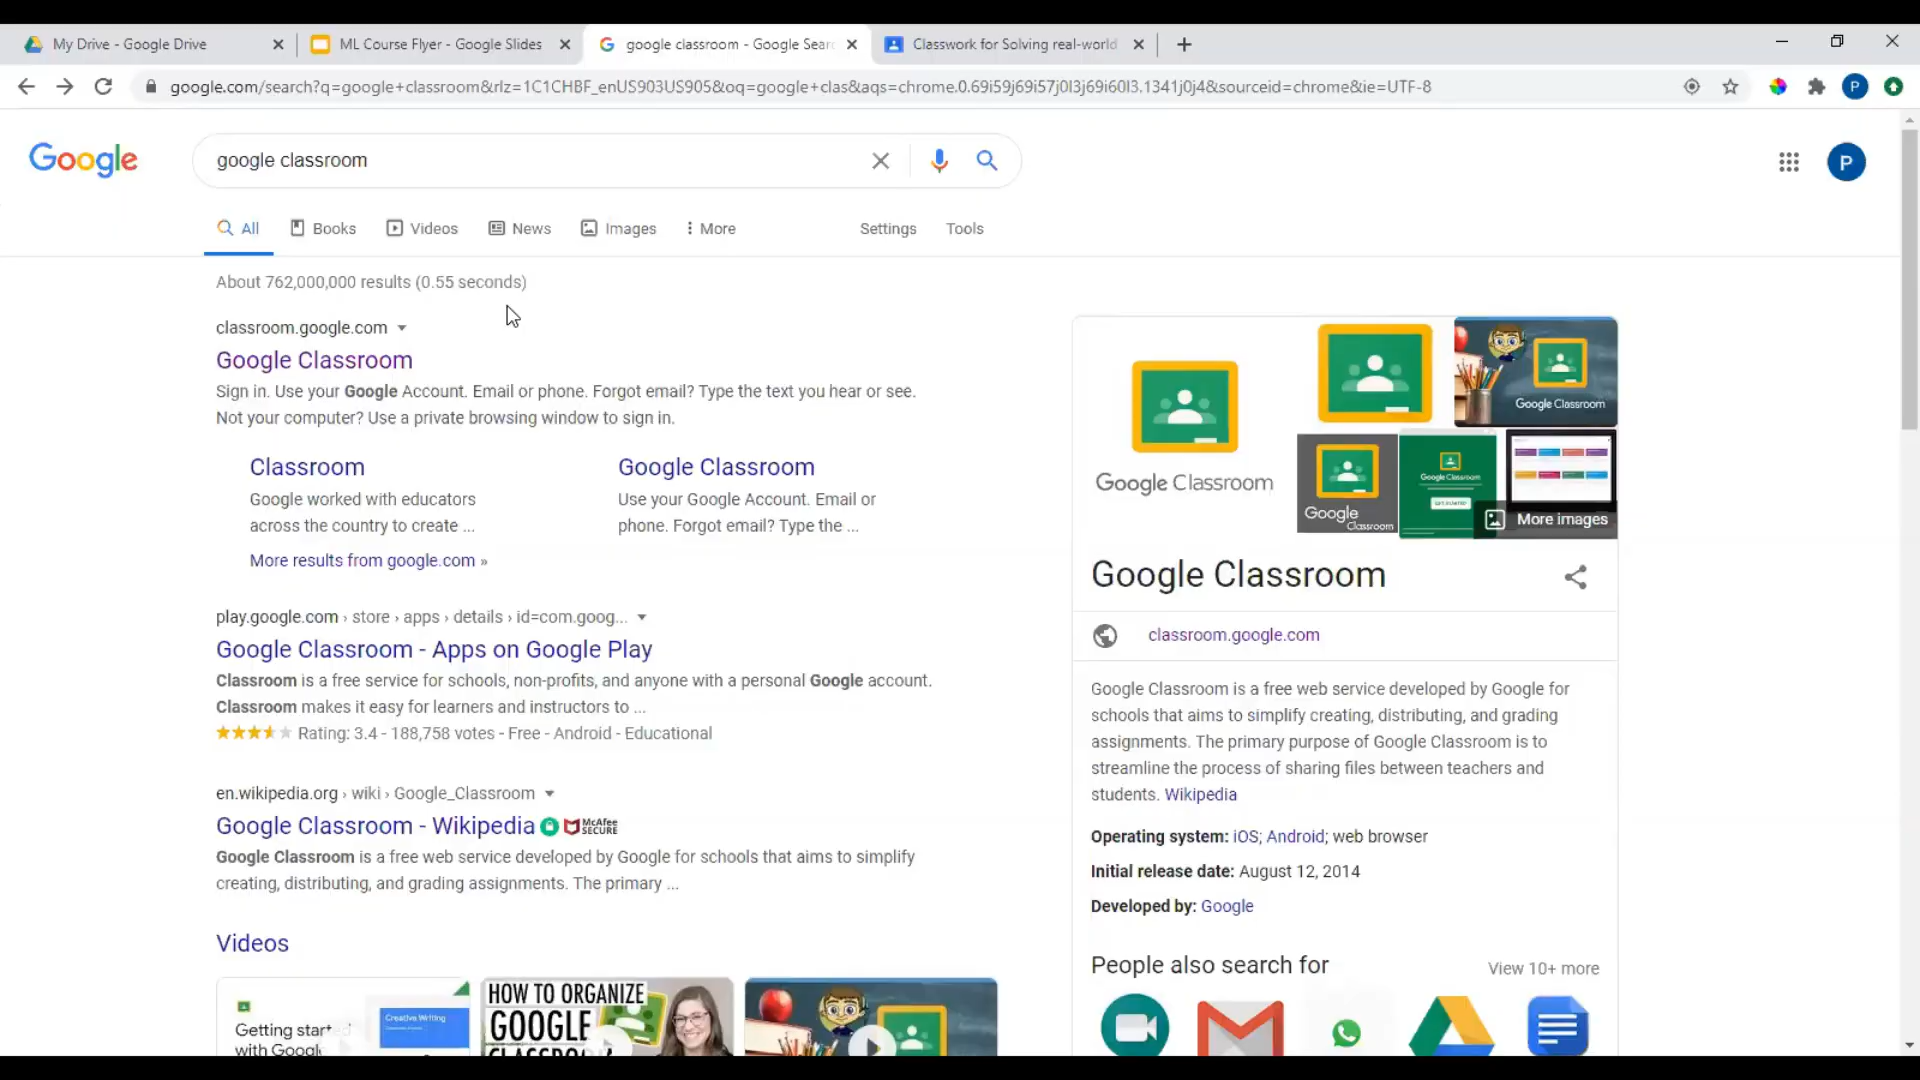 My Drive - Google Drive
ML Course Flyer - Google Slides
google classroom - Google Sear
Classwork for Solving real-world
google.com/search?q=google+classroom&rlz=1C1CHBF_enUS903US905&oq=google+clas&aqs=chrome.0.69i59j69i57j0l3j69i60l3.1341j0j4&sourceid=chrome&ie=UTF-8
P
Google
google classroom
P
All
Books
Videos
News
Images
More
Settings
Tools
About 762,000,000 results (0.55 seconds)
classroom.google.com
Google Classroom
Sign in. Use your Google Account. Email or phone. Forgot email? Type the text you hear or see.
Not your computer? Use a private browsing window to sign in.
Classroom
Google worked with educators
across the country to create ...
Google Classroom
Use your Google Account. Email or
phone. Forgot email? Type the ...
More results from google.com »
play.google.com › store › apps › details › id=com.goog...
Google Classroom - Apps on Google Play
Classroom is a free service for schools, non-profits, and anyone with a personal Google account.
Classroom makes it easy for learners and instructors to ...
Rating: 3.4 - 188,758 votes - Free - Android - Educational
en.wikipedia.org › wiki › Google_Classroom
Google Classroom - Wikipedia
McAfee
SECURE
Google Classroom is a free web service developed by Google for schools that aims to simplify
creating, distributing, and grading assignments. The primary ...
Videos
Getting started
with Google
Creative Writing
HOW TO ORGANIZE
GOOGLE
CLASSROOM
Google Classroom
Google Classroom
Google
Classroom
Google Classroom
GET STARTED
More images
Google Classroom
classroom.google.com
Google Classroom is a free web service developed by Google for
schools that aims to simplify creating, distributing, and grading
assignments. The primary purpose of Google Classroom is to
streamline the process of sharing files between teachers and
students. Wikipedia
Operating system: iOS; Android; web browser
Initial release date: August 12, 2014
Developed by: Google
People also search for
View 10+ more